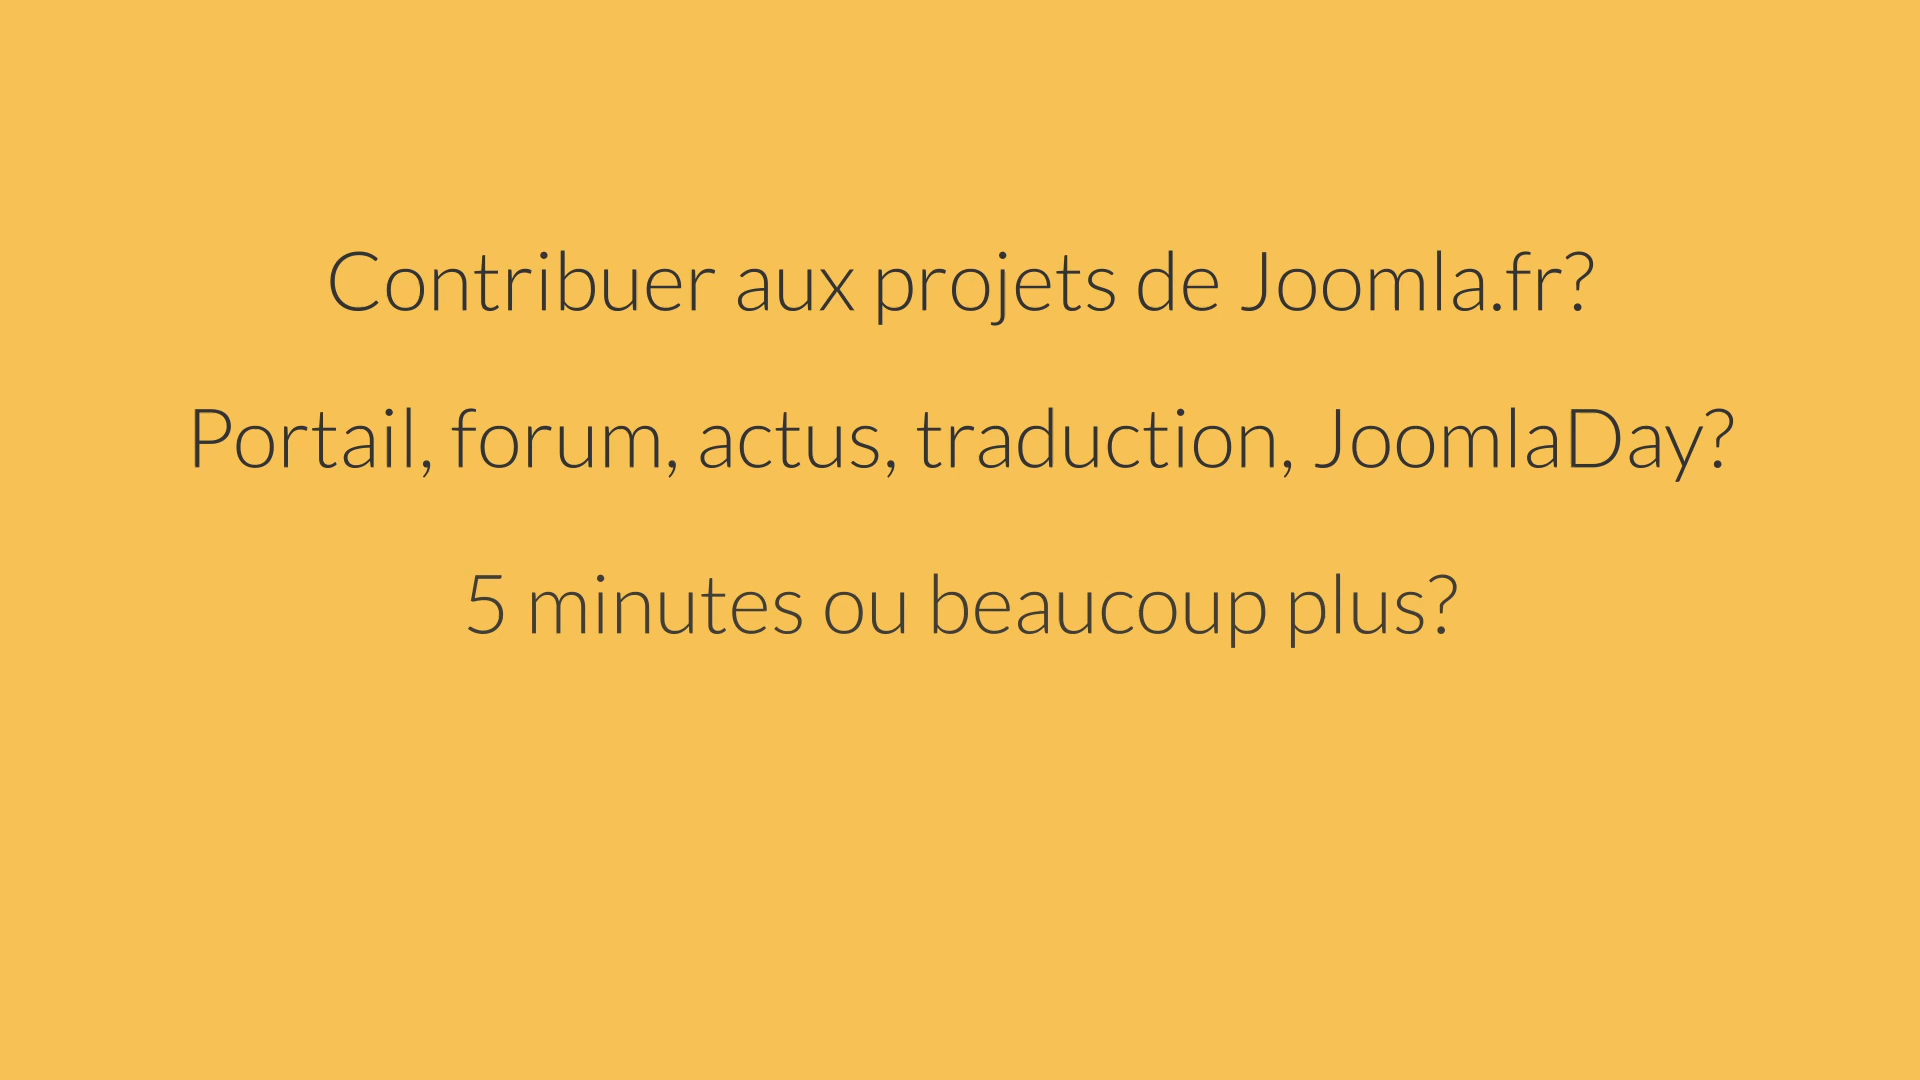 Contribuer aux projets de Joomla.fr?
Portail, forum, actus, traduction, JoomlaDay?
5 minutes ou beaucoup plus?